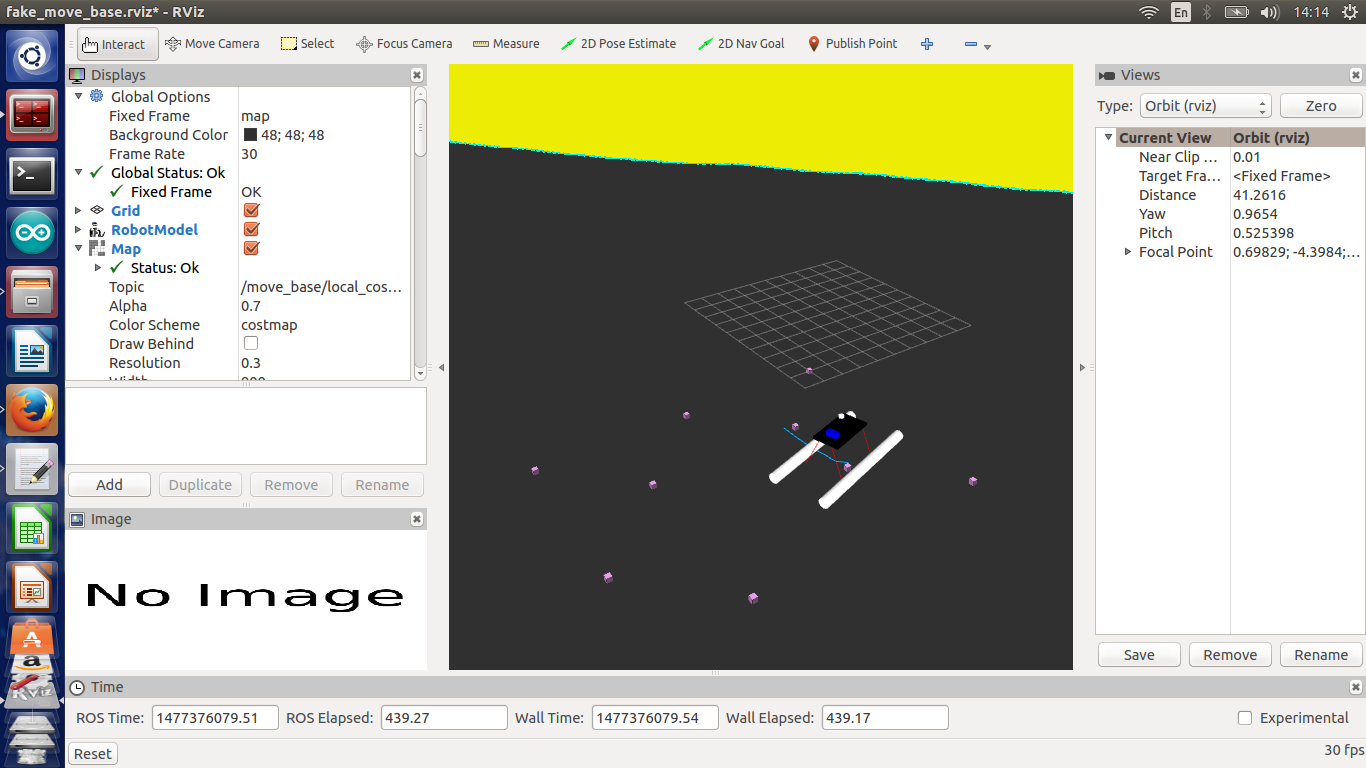 fake_move_base.rviz* - RViz
En
14:14
Interact
Move Camera
Select
Focus Camera
Measure
2D Pose Estimate
2D Nav Goal
Publish Point
Displays
Global Options
Fixed Frame map
Background Color 48; 48; 48
Frame Rate 30
Global Status: Ok
Fixed Frame OK
Grid
RobotModel
Map
Status: Ok
Topic /move_base/local_cos...
Alpha 0.7
Color Scheme costmap
Draw Behind
Resolution 0.3
Add
Duplicate
Remove
Rename
Image
No Image
Views
Type: Orbit (rviz) Zero
Current View Orbit (rviz)
Near Clip ... 0.01
Target Fra... <Fixed Frame>
Distance 41.2616
Yaw 0.9654
Pitch 0.525398
Focal Point 0.69829; -4.3984;...
Save
Remove
Rename
Time
ROS Time: 1477376079.51 ROS Elapsed: 439.27 Wall Time: 1477376079.54 Wall Elapsed: 439.17 Experimental
Reset
30 fps